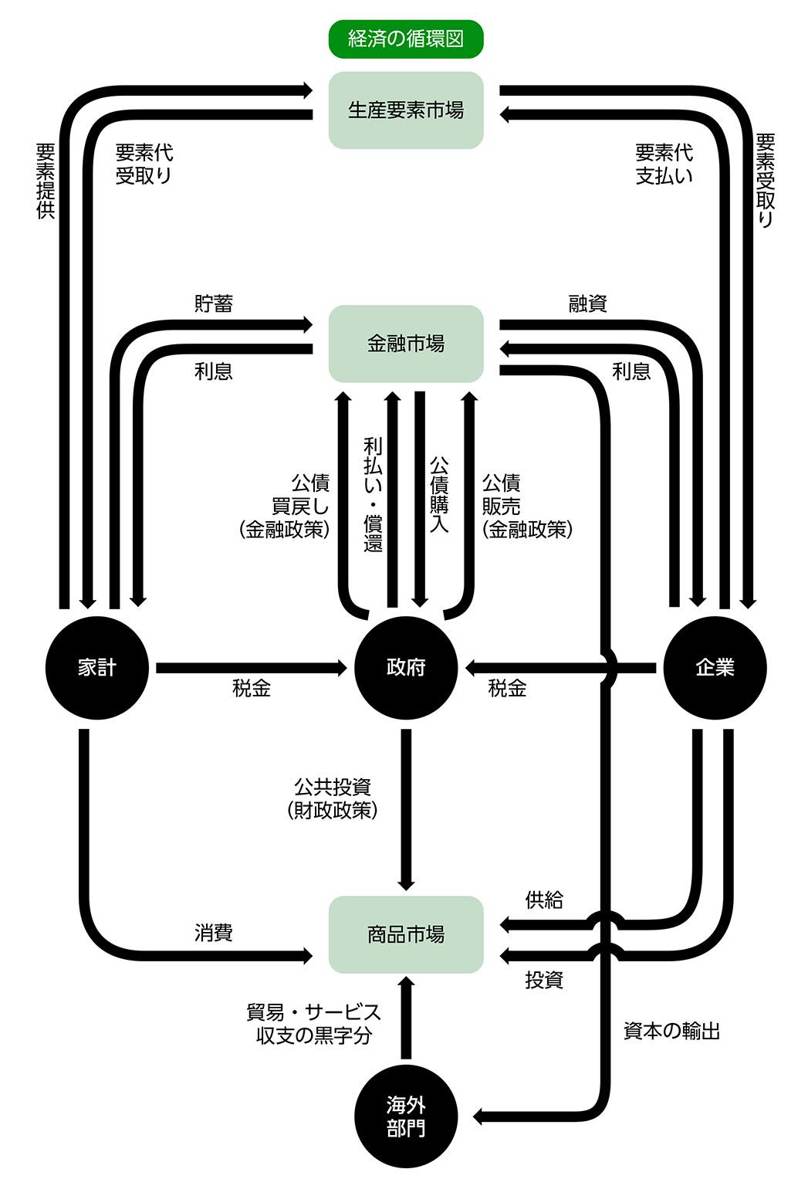 経済の循環図
生産要素市場
要素提供
要素代
受取り
要素代
支払い
要素受取り
貯蓄
金融市場
融資
利息
利息
公債
買戻し
(金融政策)
利払い・償還
公債購入
公債
販売
(金融政策)
家計
政府
企業
税金
税金
公共投資
(財政政策)
供給
消費
商品市場
投資
貿易・サービス
収支の黒字分
資本の輸出
海外
部門